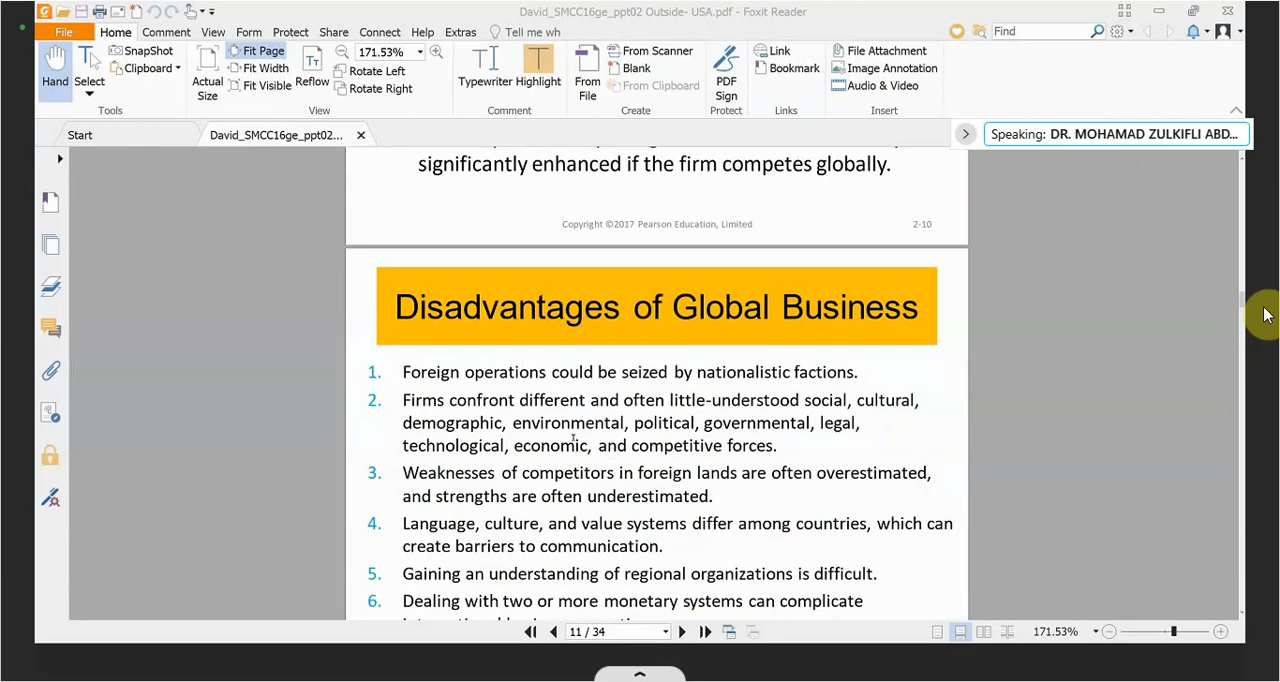 David_SMCC16ge_ppt02 Outside- USA.pdf - Foxit Reader
File Home Comment View Form Protect Share Connect Help Extras Tell me wh Find
Hand
Select
SnapShot
Clipboard
Tools
Actual Size
Fit Page
Fit Width
Fit Visible
Reflow
171.53%
Rotate Left
Rotate Right
View
Typewriter
Highlight
Comment
From File
From Scanner
Blank
From Clipboard
Create
PDF Sign
Protect
Link
Bookmark
Links
File Attachment
Image Annotation
Audio & Video
Insert
Start David_SMCC16ge_ppt02...
Speaking: DR. MOHAMAD ZULKIFLI ABD...
significantly enhanced if the firm competes globally.
Copyright ©2017 Pearson Education, Limited 2-10
Disadvantages of Global Business
1. Foreign operations could be seized by nationalistic factions.
2. Firms confront different and often little-understood social, cultural,
demographic, environmental, political, governmental, legal,
technological, economic, and competitive forces.
3. Weaknesses of competitors in foreign lands are often overestimated,
and strengths are often underestimated.
4. Language, culture, and value systems differ among countries, which can
create barriers to communication.
5. Gaining an understanding of regional organizations is difficult.
6. Dealing with two or more monetary systems can complicate
11 / 34 171.53%